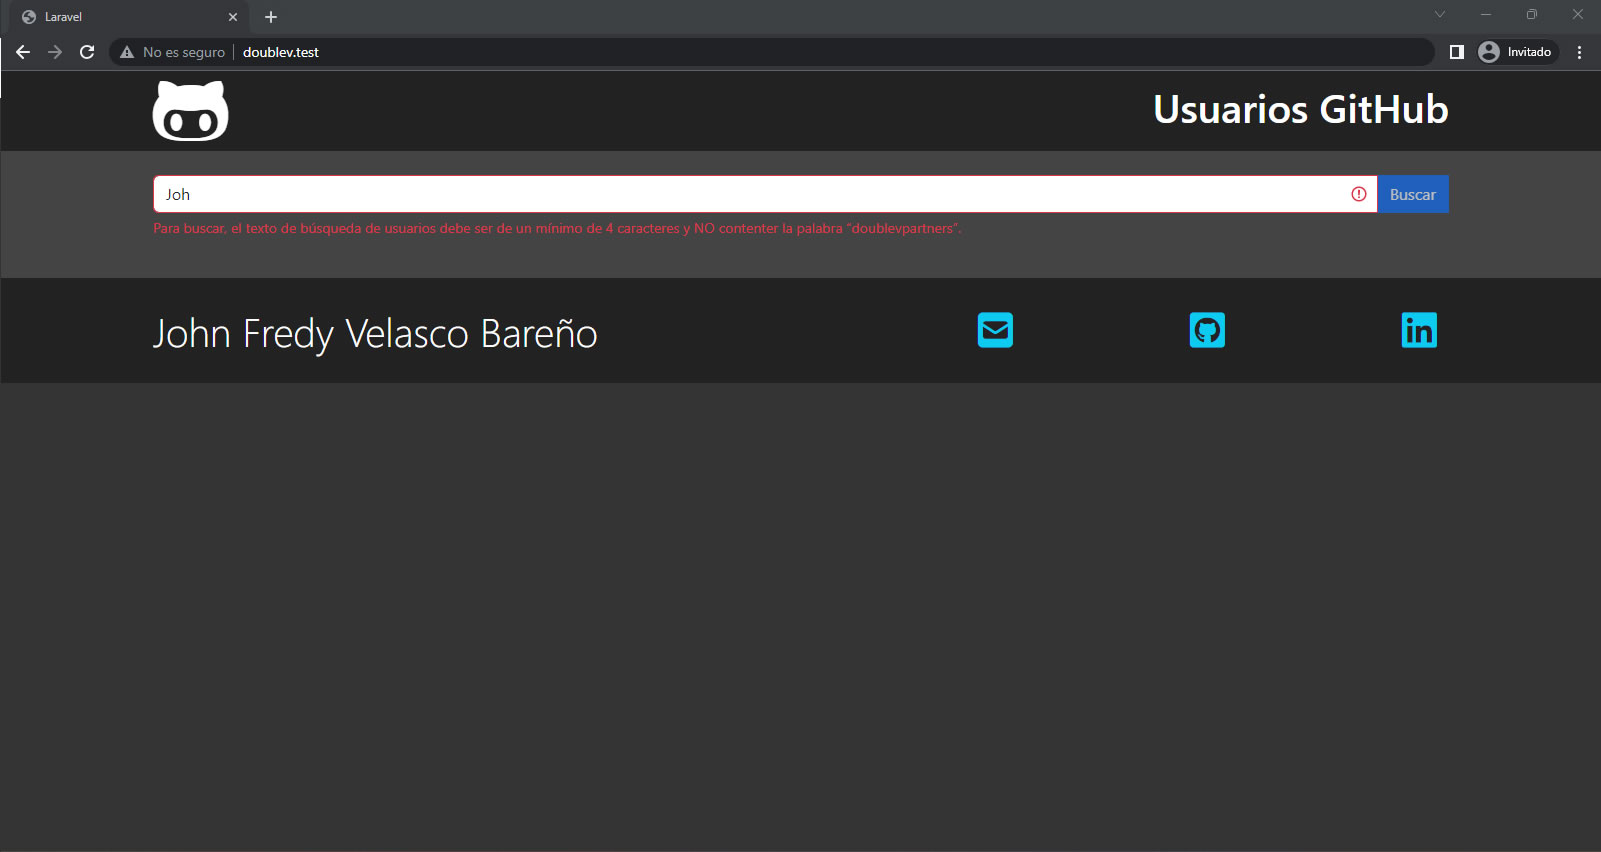 Laravel
No es seguro doublev.test
Invitado
Usuarios GitHub
Joh
Buscar
Para buscar, el texto de búsqueda de usuarios debe ser de un mínimo de 4 caracteres y NO contenter la palabra "doublevpartners".
John Fredy Velasco Bareño
in